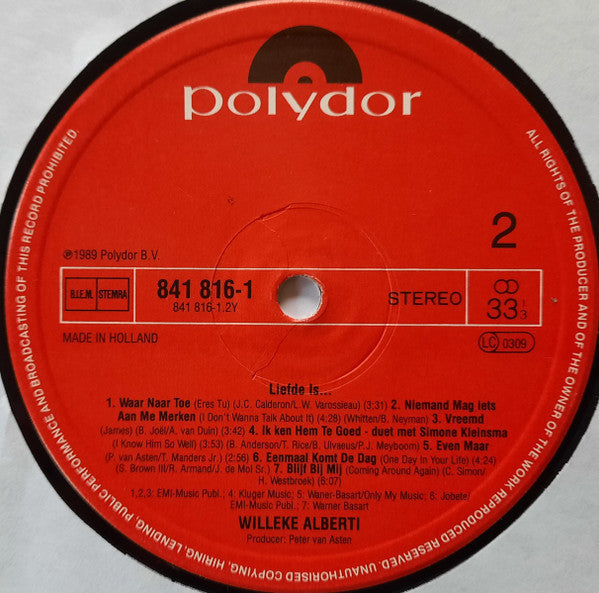 polydor
ALL RIGHTS OF THE PRODUCER AND OF THE OWNER OF THE WORK REPRODUCED RESERVED. UNAUTHORISED COPYING, HIRING, LENDING, PUBLIC PERFORMANCE AND BROADCASTING OF THIS RECORD PROHIBITED.
2
℗1989 Polydor B.V.
B.I.E.M. STEMRA
841 816-1
841 816-1.2Y
STEREO
33 1/3
MADE IN HOLLAND
LC 0309
Liefde Is...
1. Waar Naar Toe (Eres Tu) (J.C. Calderon/L.W. Varossieau) (3:31) 2. Niemand Mag iets
Aan Me Merken (I Don't Wanna Talk About It) (4:28) (Whitten/B. Neyman) 3. Vreemd
(James) (B. Joël/A. van Duin) (3:42) 4. Ik ken Hem Te Goed - duet met Simone Kleinsma
(I Know Him So Well) (3:53) (B. Anderson/T. Rice/B. Ulvaeus/P.J. Meyboom) 5. Even Maar
(P. van Asten/T. Manders Jr.) (2:56) 6. Eenmaal Komt De Dag (One Day In Your Life) (4:24)
(S. Brown III/R. Armand/J. de Mol Sr.) 7. Blijf Bij Mij (Coming Around Again) (C. Simon/
H. Westbroek) (6:07)
1,2,3; EMI-Music Publ.; 4: Kluger Music; 5: Waner-Basart/Only My Music; 6: Jobete/
EMI-Music Publ.; 7: Warner Basart
WILLEKE ALBERTI
Producer: Peter van Asten